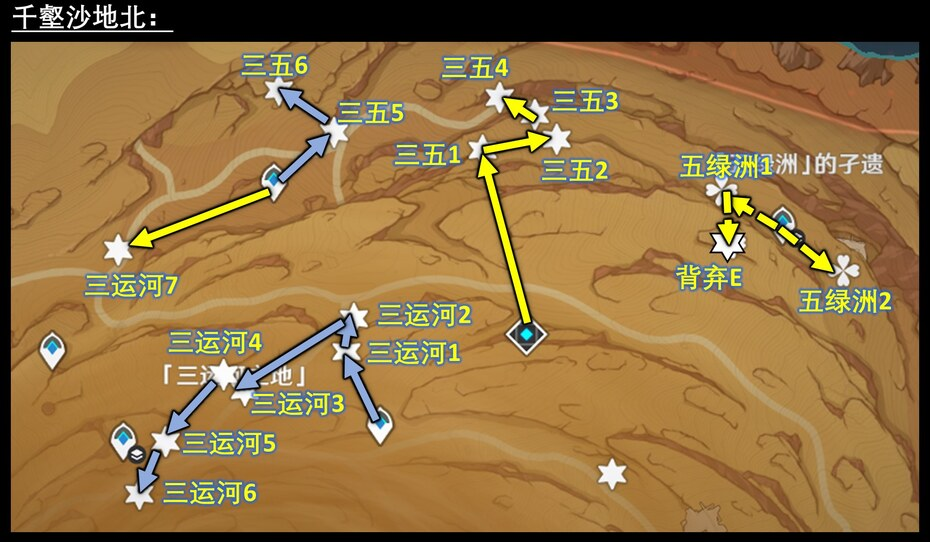 千壑沙地北：
三五6
三五4
三五3
三五5
三五1
三五2
五绿洲1
洲」的孑遗
三运河7
背弃E
五绿洲2
三运河2
三运河4
三运河1
「三运
地」
三运河3
三运河5
三运河6